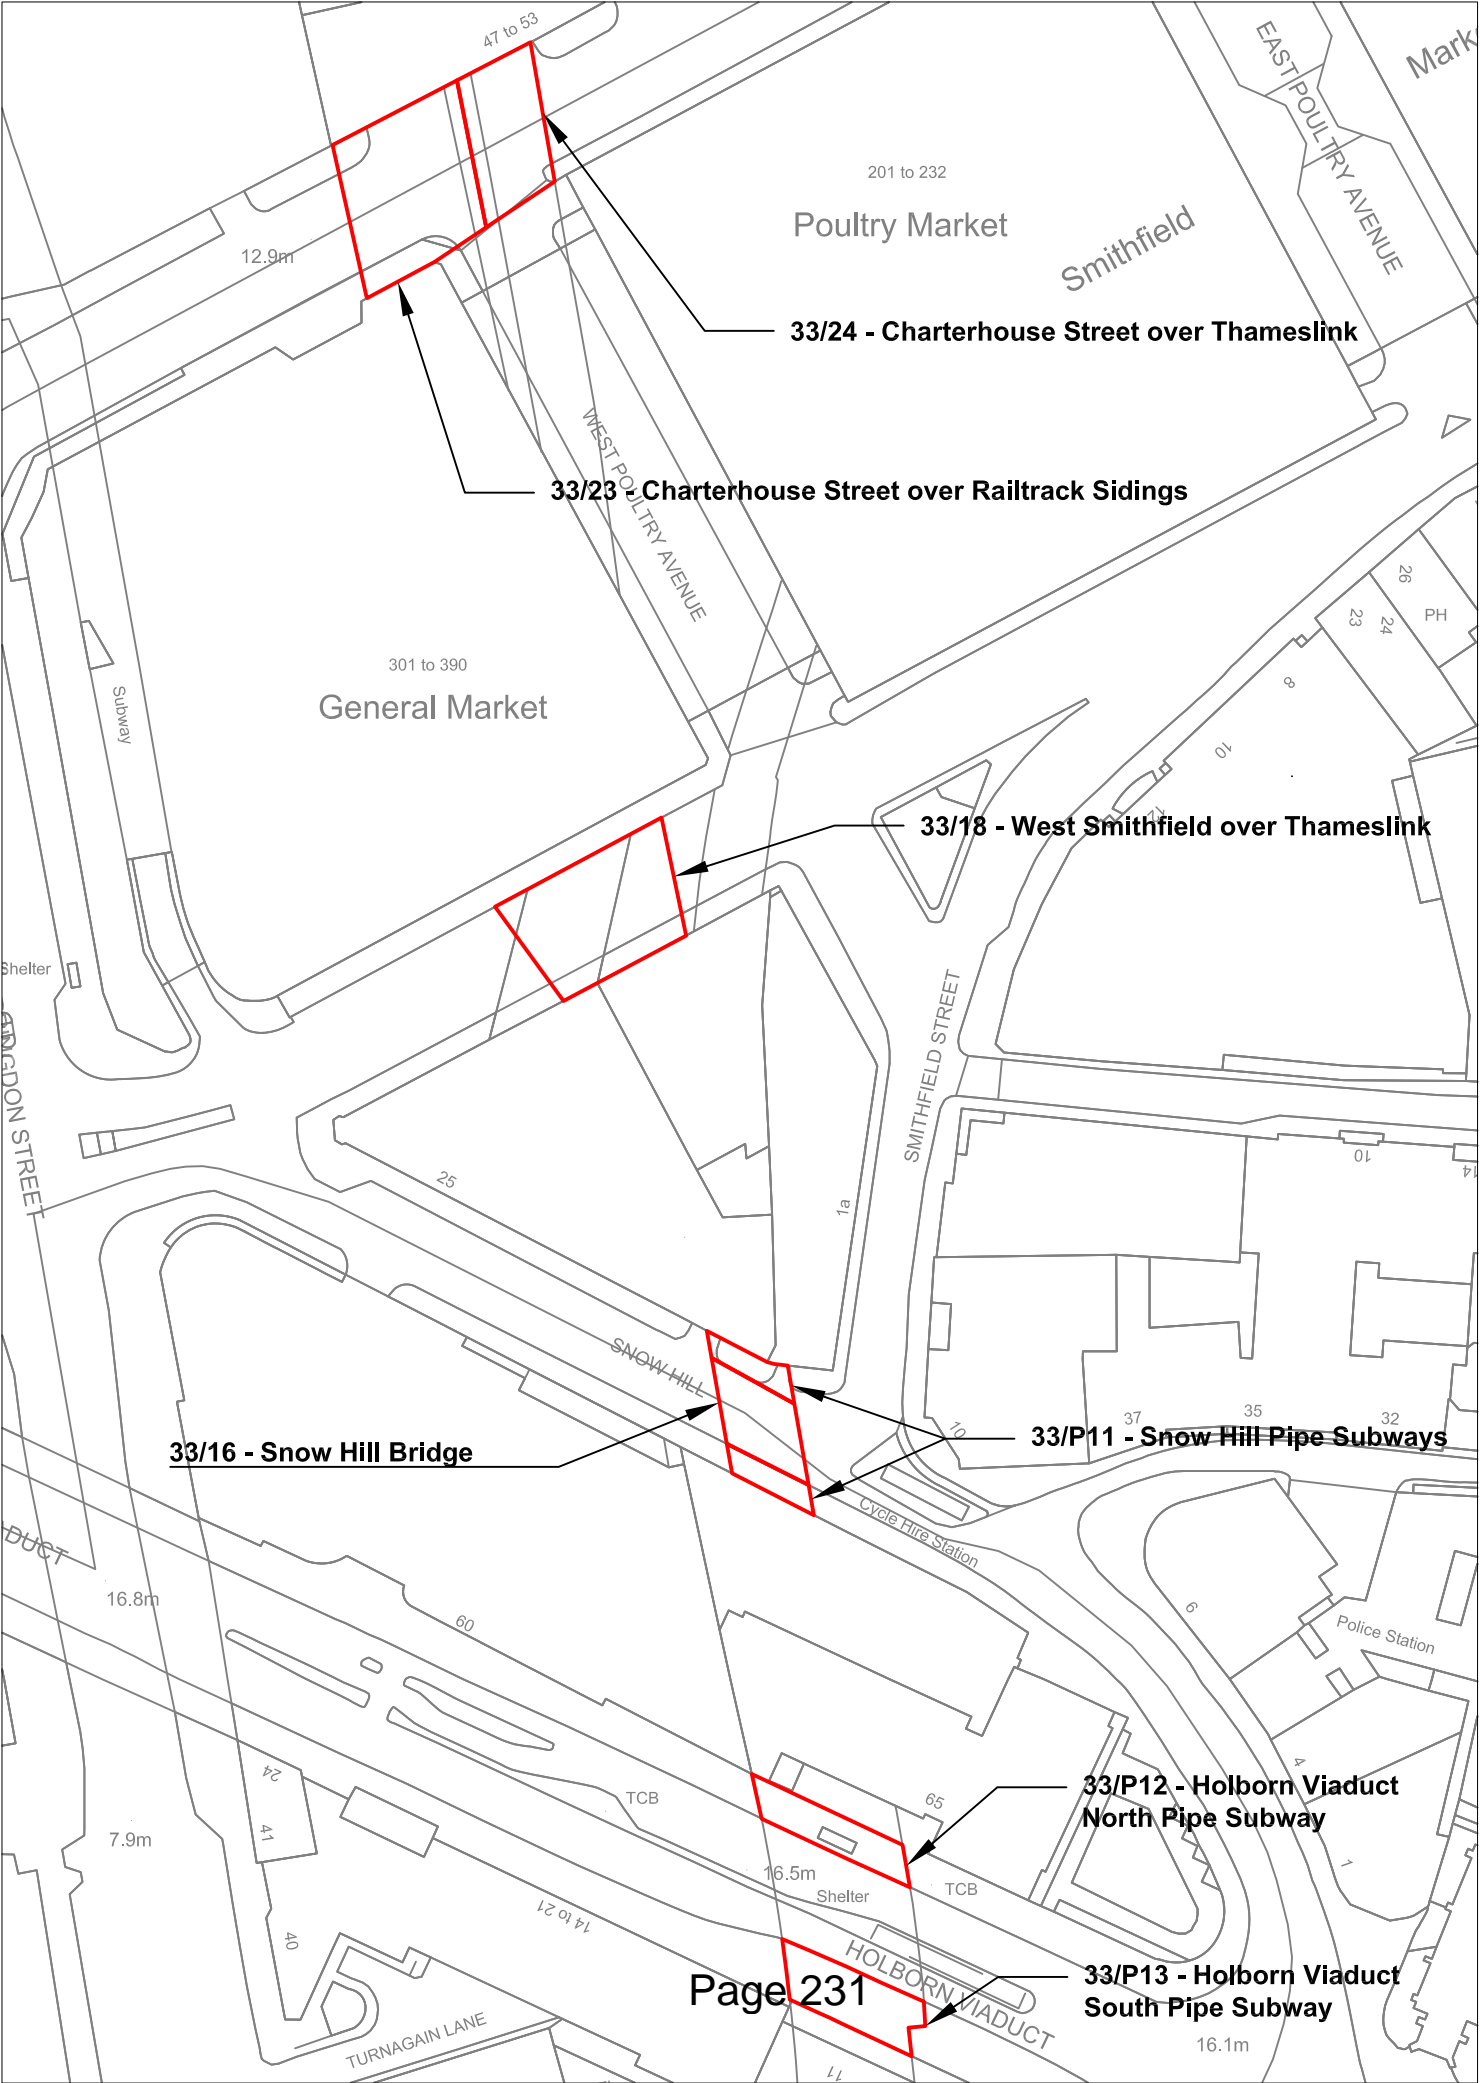 47 to 53
EAST POULTRY AVENUE
201 to 232
Poultry Market
Smithfield
12.9m
33/24 - Charterhouse Street over Thameslink
WEST POULTRY AVENUE
33/23 - Charterhouse Street over Railtrack Sidings
26
23
24
PH
301 to 390
General Market
Subway
8
10
12
33/18 - West Smithfield over Thameslink
Shelter
SMITHFIELD STREET
STREET
25
1a
10
14
SNOW HILL
37
35
32
10
33/16 - Snow Hill Bridge
33/P11 - Snow Hill Pipe Subways
Cycle Hire Station
16.8m
60
6
Police Station
24
TCB
65
4
33/P12 - Holborn Viaduct
North Pipe Subway
7.9m
41
16.5m
Shelter
TCB
1
14 to 21
40
HOLBORN VIADUCT
Page 231
33/P13 - Holborn Viaduct
South Pipe Subway
TURNAGAIN LANE
16.1m
11